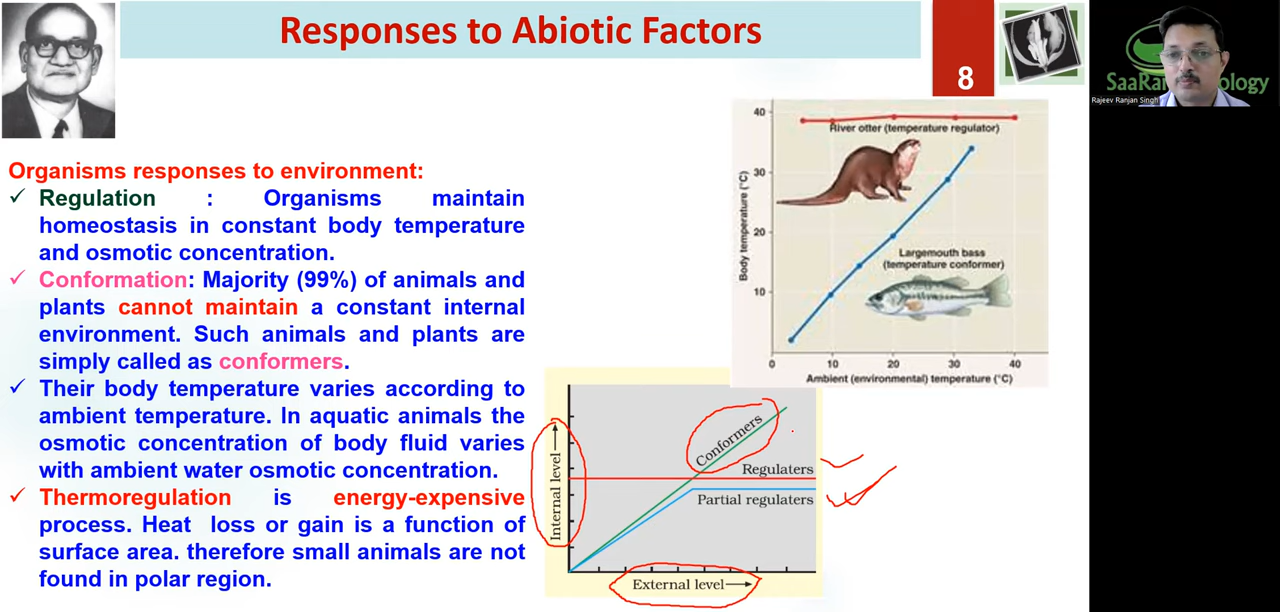 Responses to Abiotic Factors
8
Rajeev Ranjan Singh
Organisms responses to environment:
✓ Regulation : Organisms maintain
homeostasis in constant body temperature
and osmotic concentration.
✓ Conformation: Majority (99%) of animals and
plants cannot maintain a constant internal
environment. Such animals and plants are
simply called as conformers.
✓ Their body temperature varies according to
ambient temperature. In aquatic animals the
osmotic concentration of body fluid varies
with ambient water osmotic concentration.
✓ Thermoregulation is energy-expensive
process. Heat loss or gain is a function of
surface area. therefore small animals are not
found in polar region.
40
30
20
10
Body temperature (°C)
River otter (temperature regulator)
Largemouth bass
(temperature conformer)
0 10 20 30 40
Ambient (environmental) temperature (°C)
Internal level
Conformers
Regulaters
Partial regulaters
External level